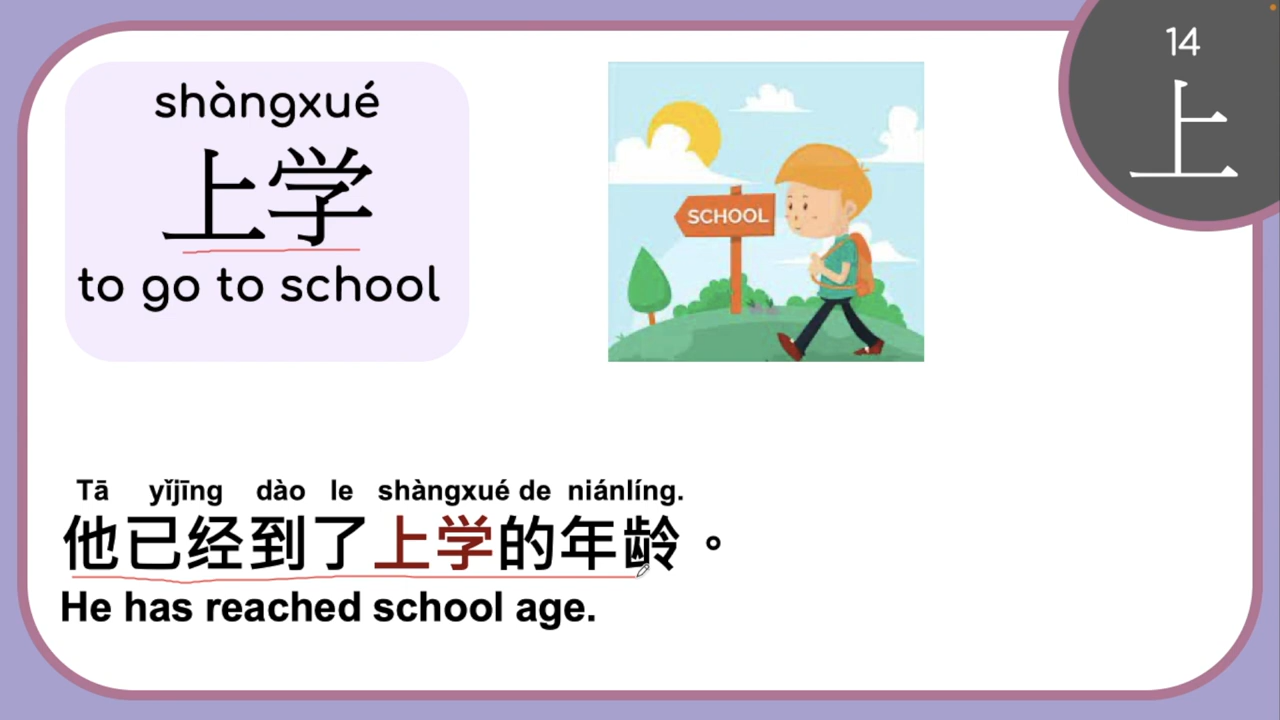 shàngxué
上学
to go to school
SCHOOL
14
上
Tā yǐjīng dào le shàngxué de niánlíng.
他已经到了上学的年龄。
He has reached school age.